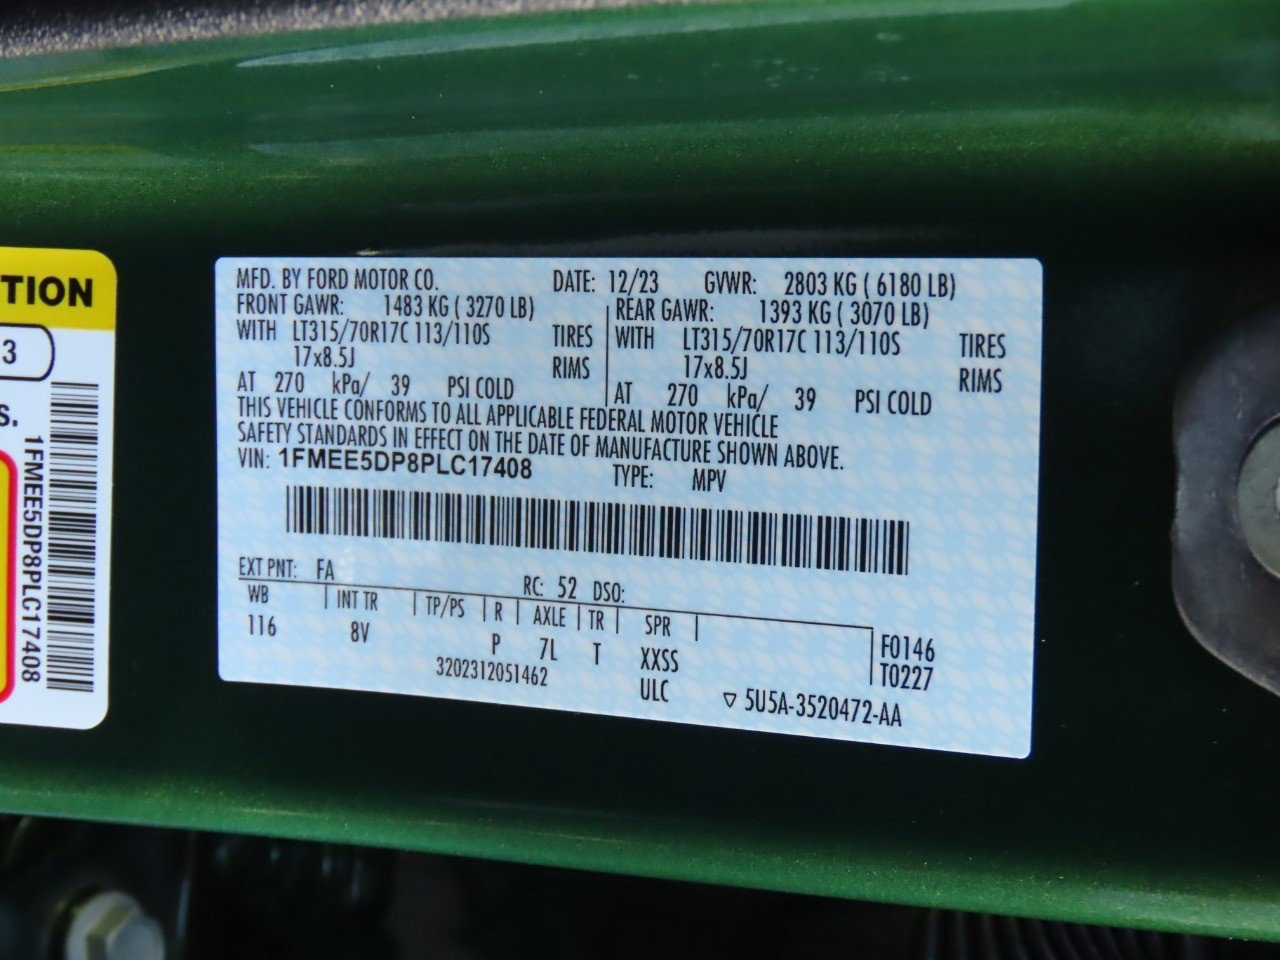 TION
3
S.
1FMEE5DP8PLC17408
MFD. BY FORD MOTOR CO. DATE: 12/23 GVWR: 2803 KG ( 6180 LB)
FRONT GAWR: 1483 KG ( 3270 LB) REAR GAWR: 1393 KG ( 3070 LB)
WITH LT315/70R17C 113/110S TIRES WITH LT315/70R17C 113/110S TIRES
17x8.5J RIMS 17x8.5J RIMS
AT 270 kPa/ 39 PSI COLD AT 270 kPa/ 39 PSI COLD
THIS VEHICLE CONFORMS TO ALL APPLICABLE FEDERAL MOTOR VEHICLE
SAFETY STANDARDS IN EFFECT ON THE DATE OF MANUFACTURE SHOWN ABOVE.
VIN: 1FMEE5DP8PLC17408 TYPE: MPV
EXT PNT: FA RC: 52 DSO:
WB INT TR TP/PS R AXLE TR SPR
116 8V P 7L T XXSS F0146
3202312051462 ULC T0227
▽ 5U5A-3520472-AA